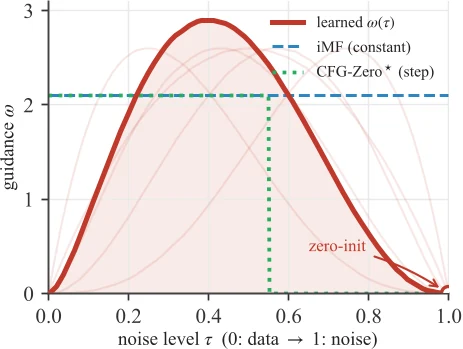 3
2
1
0
guidance ω
learned ω(τ)
iMF (constant)
CFG-Zero⋆ (step)
zero-init
0.0 0.2 0.4 0.6 0.8 1.0
noise level τ (0: data → 1: noise)